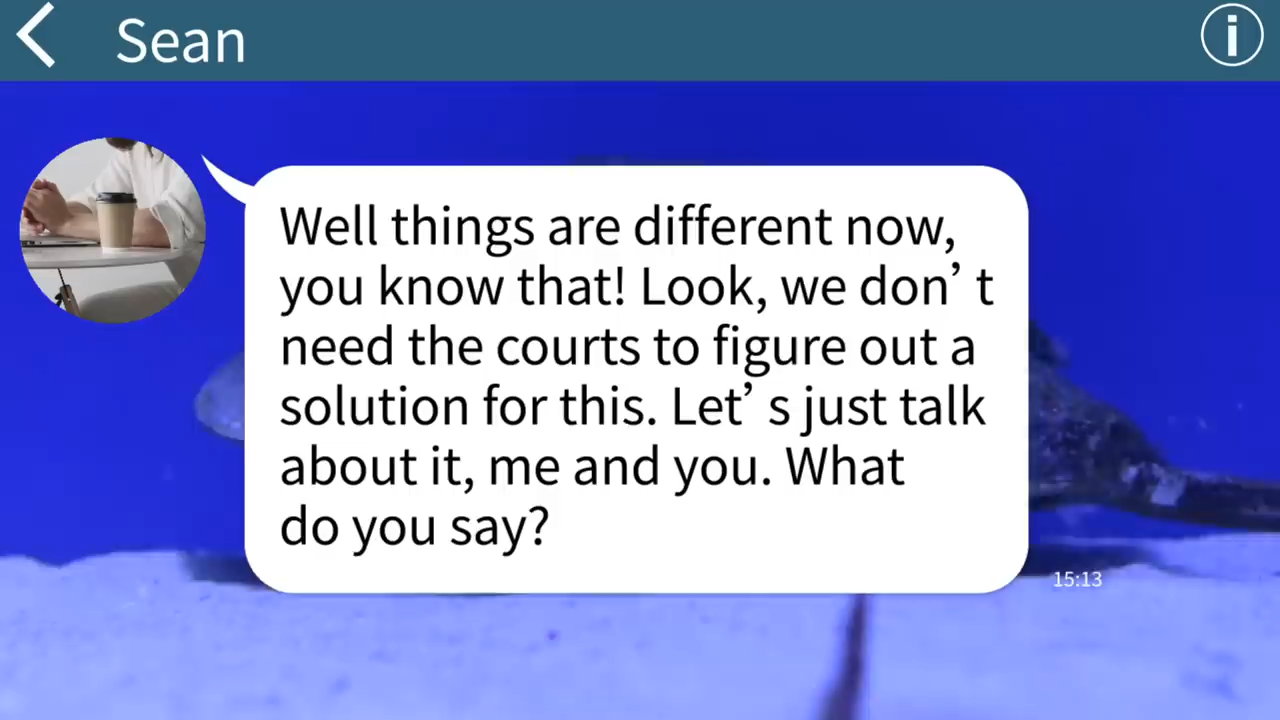 Sean
Well things are different now,
you know that! Look, we don’ t
need the courts to figure out a
solution for this. Let’ s just talk
about it, me and you. What
do you say?
15:13